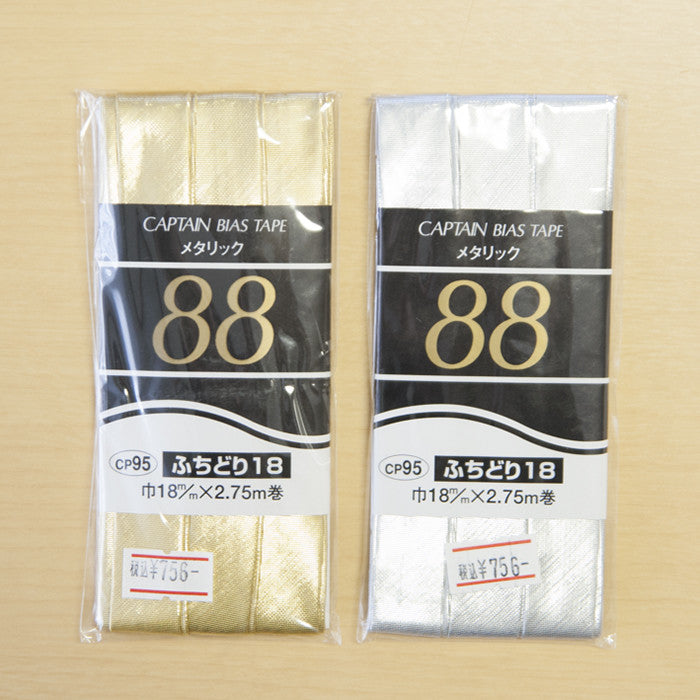 CAPTAIN BIAS TAPE
メタリック
88
CP95 ふちどり18
巾18m/m×2.75m巻
税込¥756-
CAPTAIN BIAS TAPE
メタリック
88
CP95 ふちどり18
巾18m/m×2.75m巻
税込¥756-